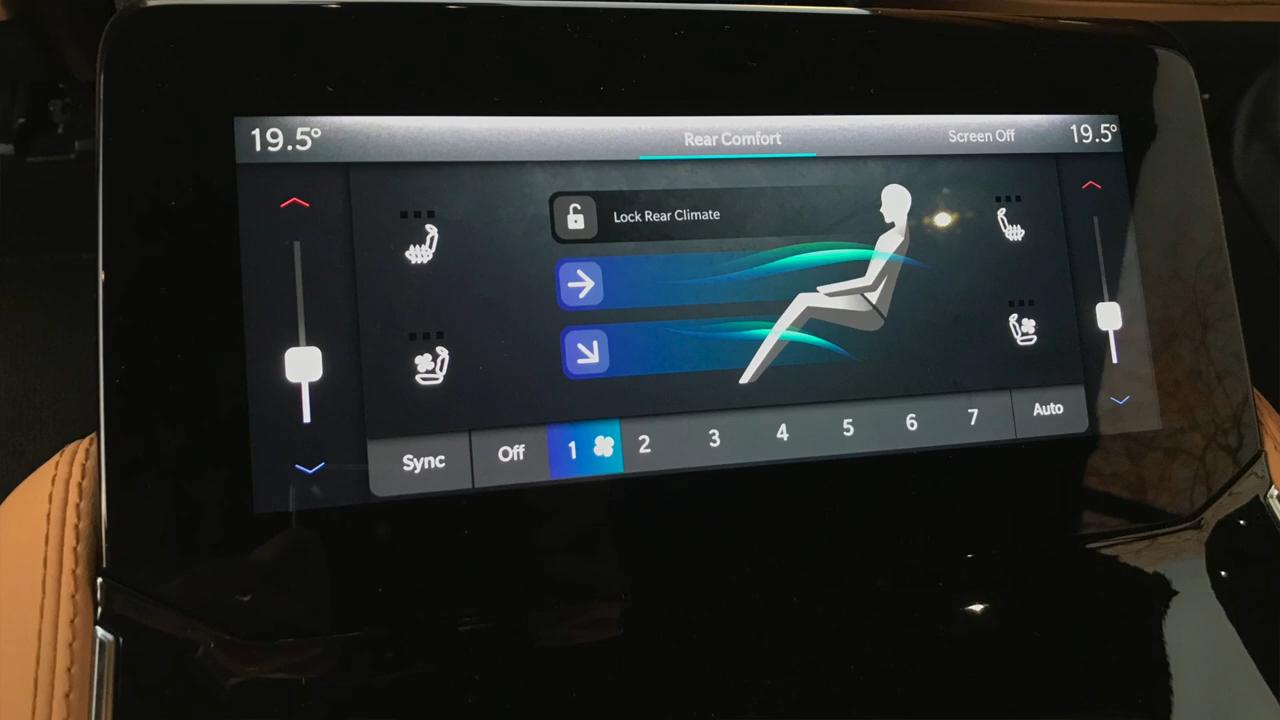 19.5° Rear Comfort Screen Off 19.5°
Lock Rear Climate
Sync Off 1 2 3 4 5 6 7 Auto